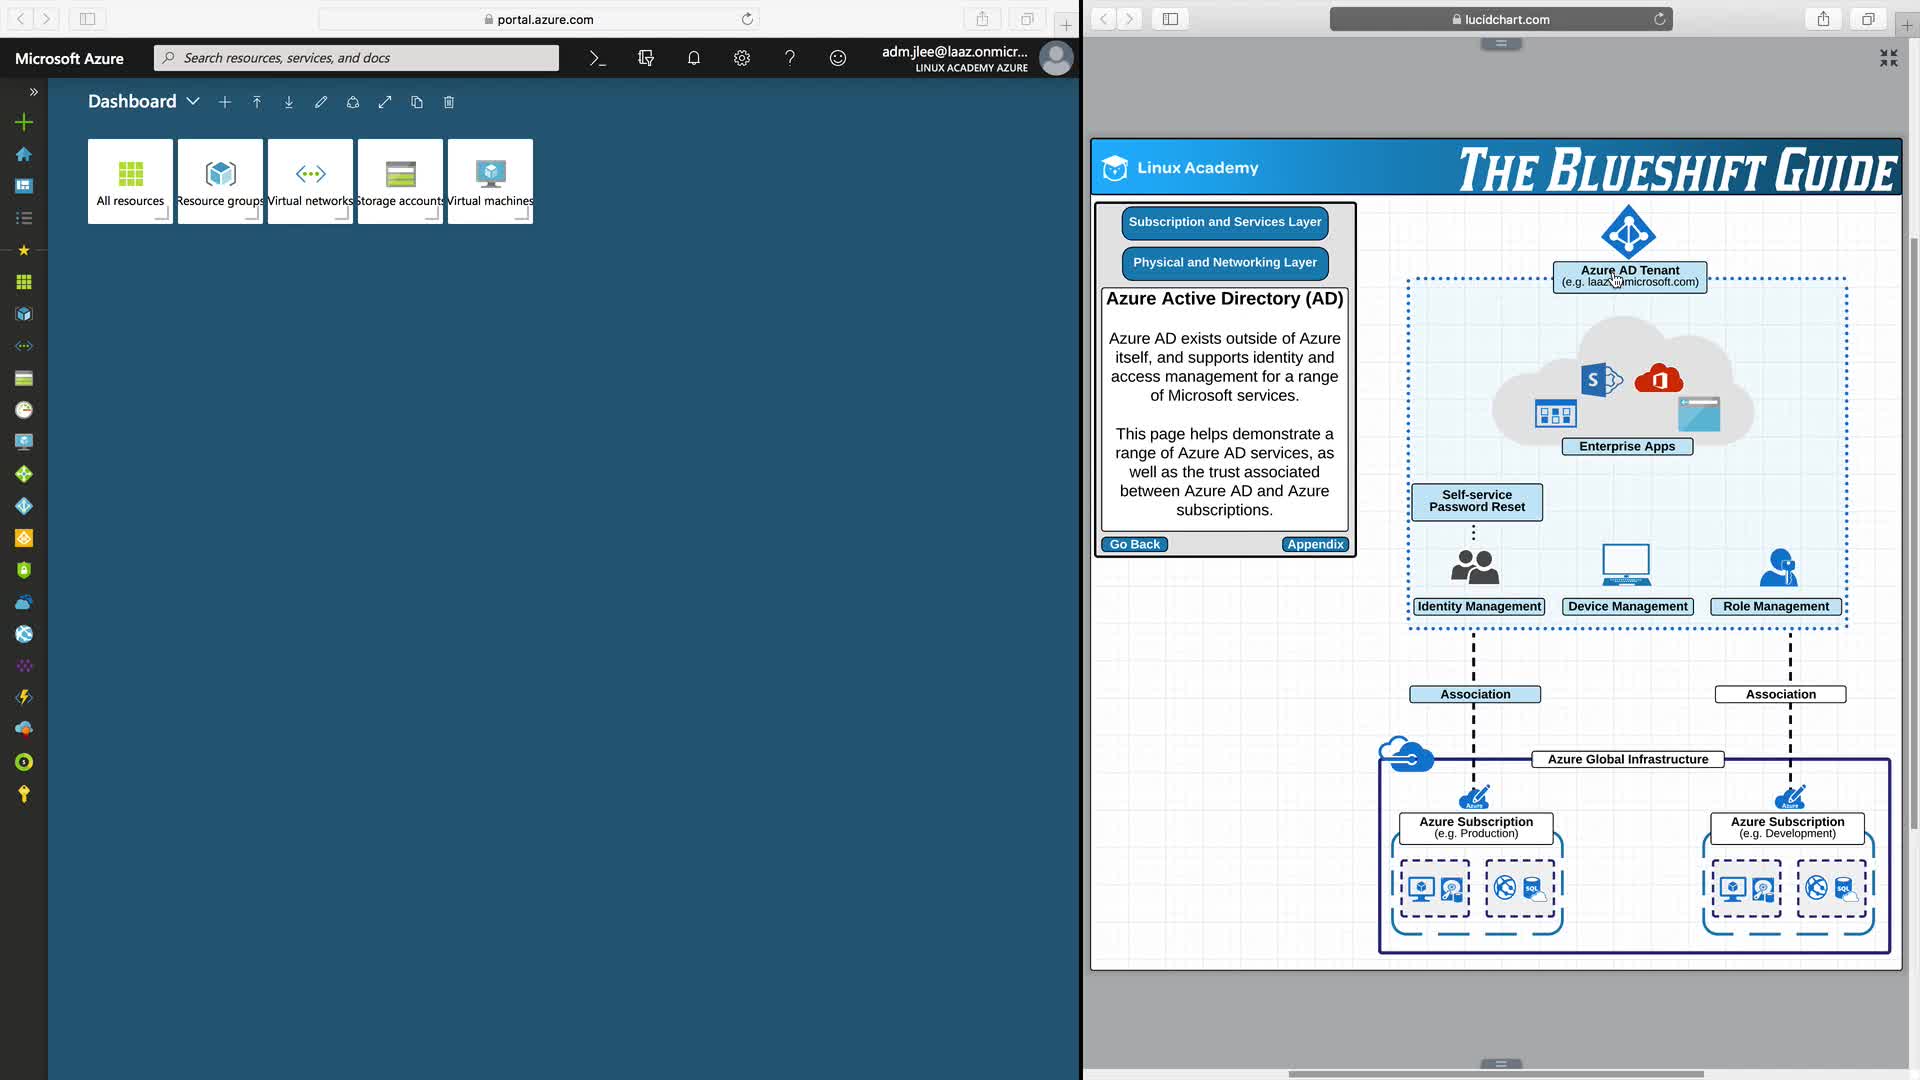 portal.azure.com
lucidchart.com
Microsoft Azure
Search resources, services, and docs
adm.jlee@laaz.onmicr...
LINUX ACADEMY AZURE
Dashboard
All resources
Resource groups
Virtual networks
Storage accounts
Virtual machines
Linux Academy
THE BLUESHIFT GUIDE
Subscription and Services Layer
Physical and Networking Layer
Azure Active Directory (AD)
Azure AD exists outside of Azure
itself, and supports identity and
access management for a range
of Microsoft services.
This page helps demonstrate a
range of Azure AD services, as
well as the trust associated
between Azure AD and Azure
subscriptions.
Go Back
Appendix
Azure AD Tenant
(e.g. laaz microsoft.com)
Enterprise Apps
Self-service
Password Reset
Identity Management
Device Management
Role Management
Association
Association
Azure Global Infrastructure
Azure
Azure
Azure Subscription
(e.g. Production)
Azure Subscription
(e.g. Development)
SQL
SQL